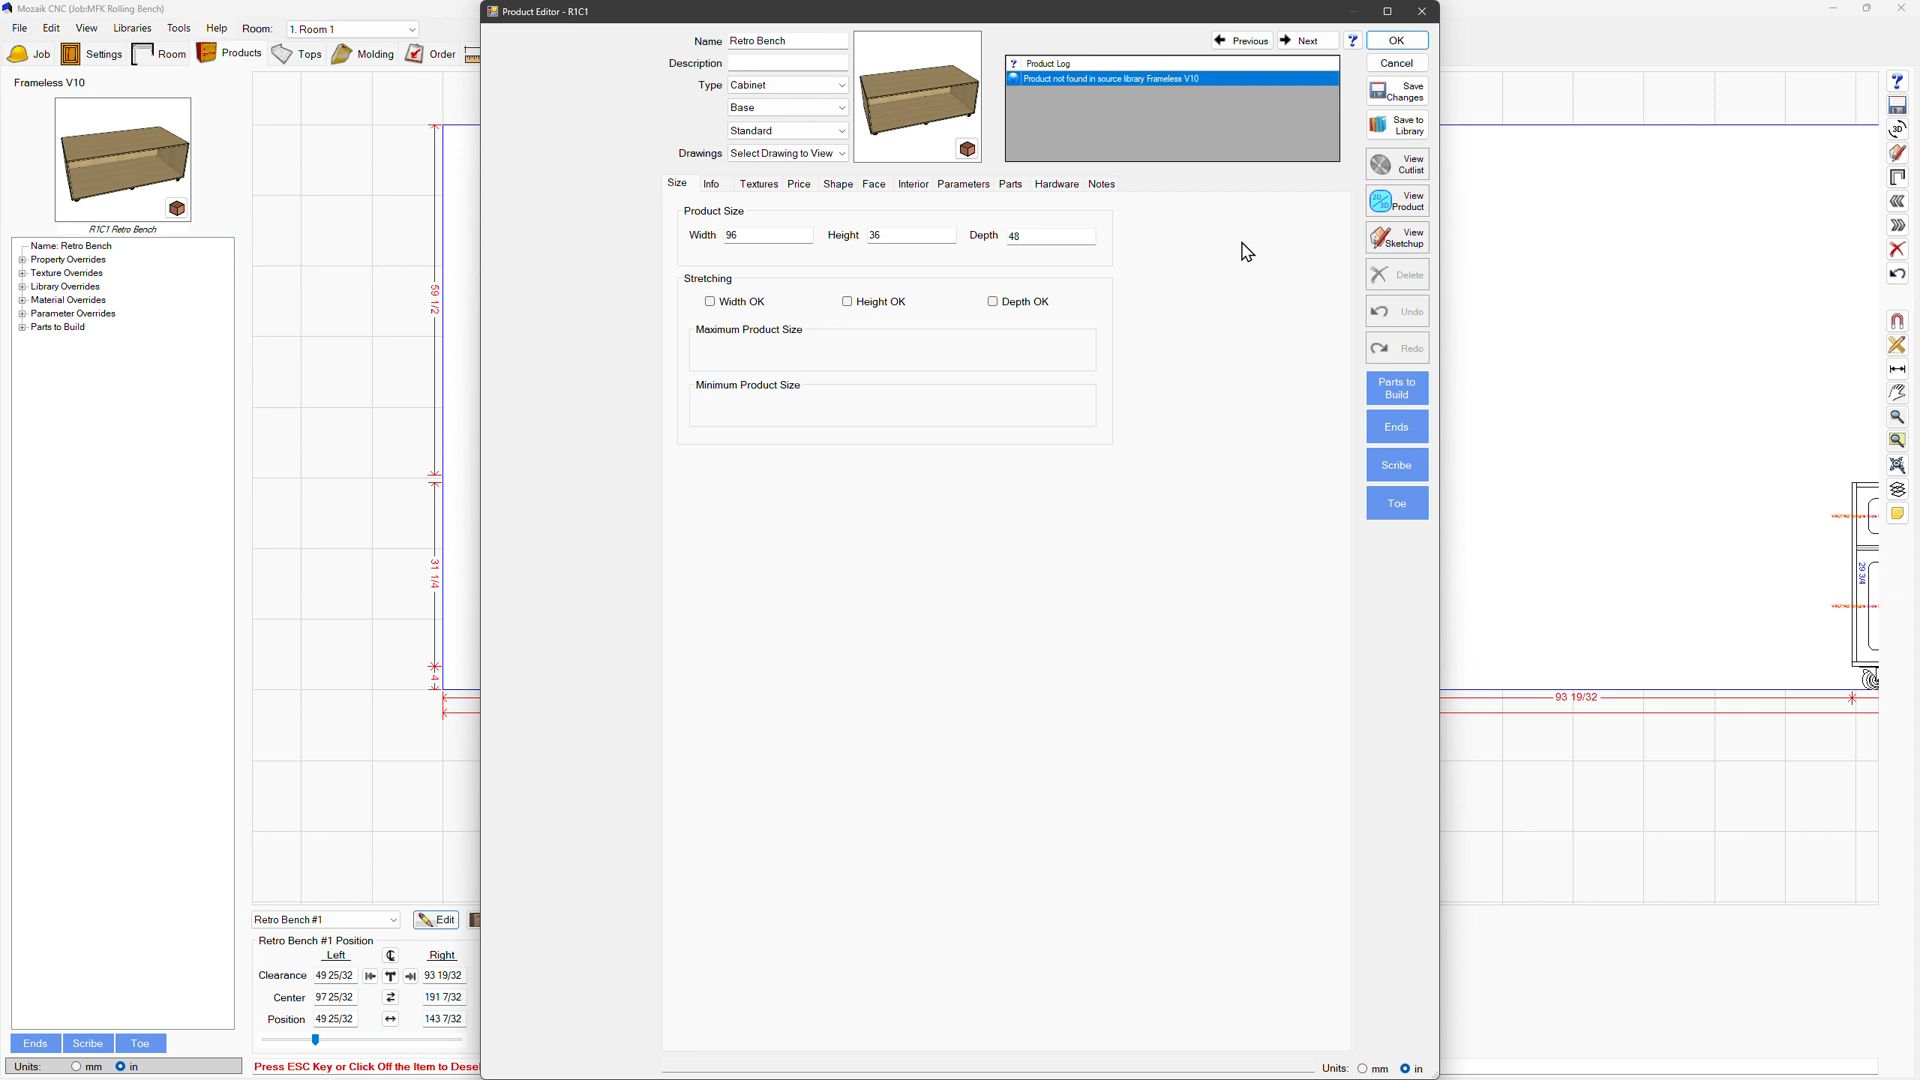 Mozaik CNC (Job:MFK Rolling Bench)
File Edit View Libraries Tools Help Room: 1. Room 1
Job Settings Room Products Tops Molding Order
Frameless V10
R1C1 Retro Bench
Name: Retro Bench
Property Overrides
Texture Overrides
Library Overrides
Material Overrides
Parameter Overrides
Parts to Build
Ends Scribe Toe
Units: mm in
59 1/2
31 1/4
4
Retro Bench #1 Edit
Retro Bench #1 Position
Left Right
Clearance 49 25/32 93 19/32
Center 97 25/32 191 7/32
Position 49 25/32 143 7/32
Press ESC Key or Click Off the Item to Dese
Product Editor - R1C1
Name Retro Bench
Description
Type Cabinet
Base
Standard
Drawings Select Drawing to View
Previous Next ? OK
? Product Log
Product not found in source library Frameless V10
Cancel
Save Changes
Save to Library
View Cutlist
2D/3D View Product
View Sketchup
Delete
Undo
Redo
Parts to Build
Ends
Scribe
Toe
Size Info Textures Price Shape Face Interior Parameters Parts Hardware Notes
Product Size
Width 96 Height 36 Depth 48
Stretching
Width OK Height OK Depth OK
Maximum Product Size
Minimum Product Size
Units: mm in
29 3/4
93 19/32
?
3D